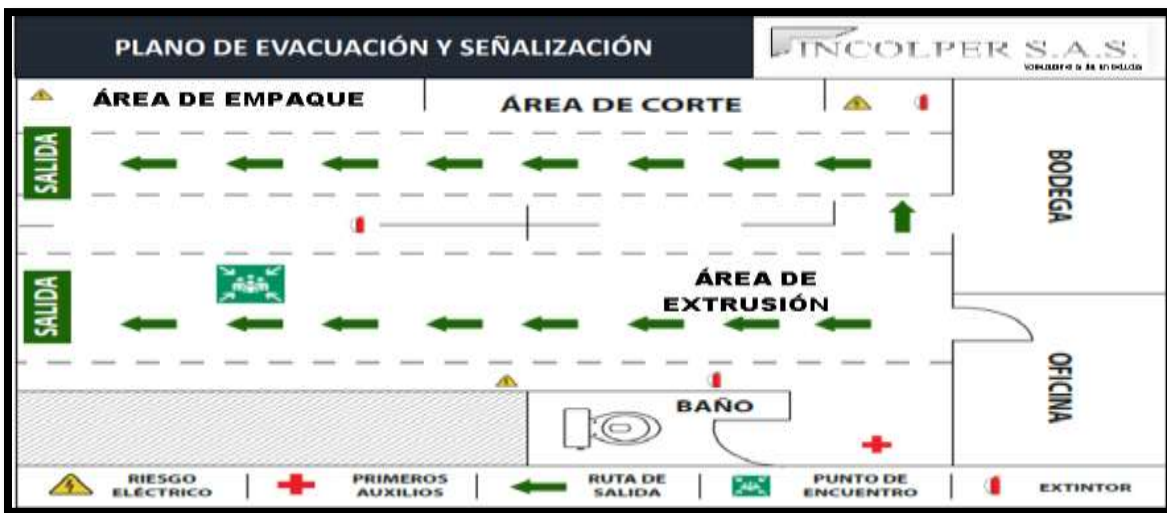 PLANO DE EVACUACIÓN Y SEÑALIZACIÓN
INCOLPER S.A.S.
ÁREA DE EMPAQUE
ÁREA DE CORTE
SALIDA
BODEGA
SALIDA
ÁREA DE
EXTRUSIÓN
OFICINA
BAÑO
RIESGO
ELÉCTRICO
PRIMEROS
AUXILIOS
RUTA DE
SALIDA
PUNTO DE
ENCUENTRO
EXTINTOR